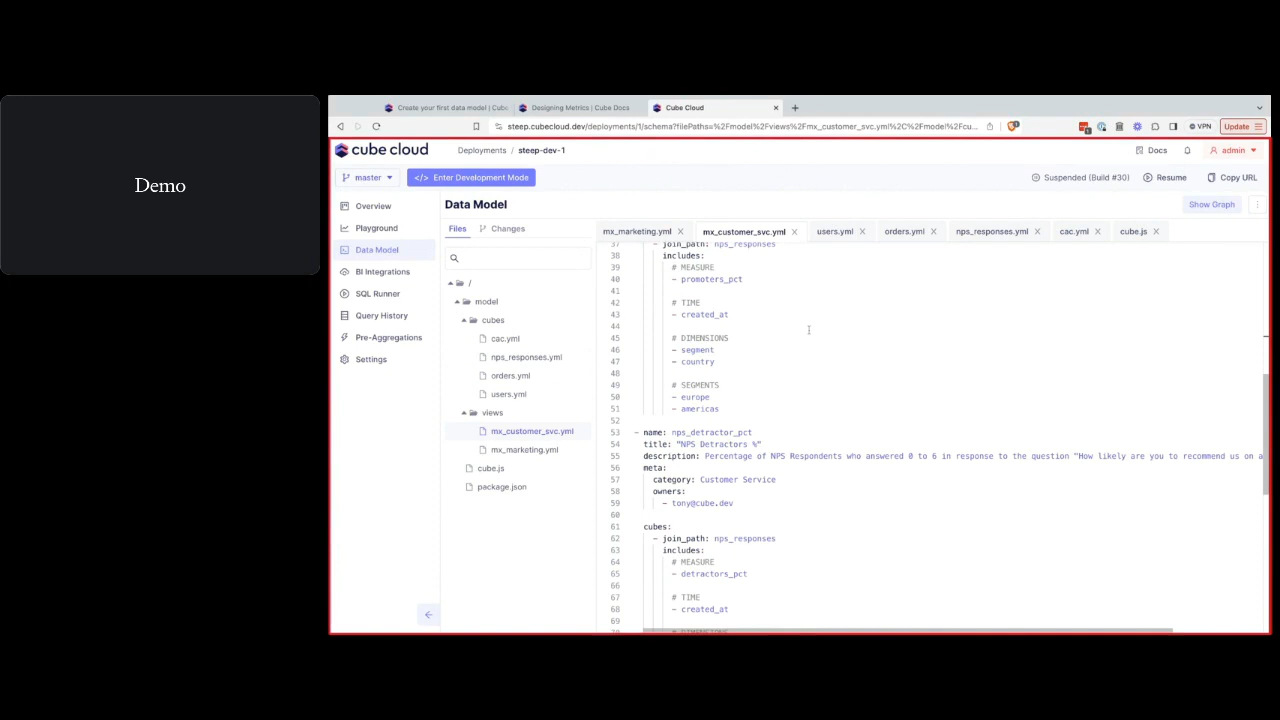 Demo
Create your first data model | Cube
Designing Metrics | Cube Docs
Cube Cloud
steep.cubecloud.dev/deployments/1/schema?filePaths=%2Fmodel%2Fviews%2Fmx_customer_svc.yml%2C%2Fmodel%2Fcu...
VPN
Update
cube cloud
Deployments / steep-dev-1
Docs
admin
master
</> Enter Development Mode
Suspended (Build #30)
Resume
Copy URL
Overview
Playground
Data Model
BI Integrations
SQL Runner
Query History
Pre-Aggregations
Settings
Data Model
Show Graph
Files
Changes
/
model
cubes
cac.yml
nps_responses.yml
orders.yml
users.yml
views
mx_customer_svc.yml
mx_marketing.yml
cube.js
package.json
mx_marketing.yml
mx_customer_svc.yml
users.yml
orders.yml
nps_responses.yml
cac.yml
cube.js
37 - join_path: nps_responses
38 includes:
39 # MEASURE
40 - promoters_pct
41
42 # TIME
43 - created_at
44
45 # DIMENSIONS
46 - segment
47 - country
48
49 # SEGMENTS
50 - europe
51 - americas
52
53 - name: nps_detractor_pct
54 title: "NPS Detractors %"
55 description: Percentage of NPS Respondents who answered 0 to 6 in response to the question "How likely are you to recommend us on a
56 meta:
57 category: Customer Service
58 owners:
59 - tony@cube.dev
60
61 cubes:
62 - join_path: nps_responses
63 includes:
64 # MEASURE
65 - detractors_pct
66
67 # TIME
68 - created_at
69
70 # DIMENSIONS